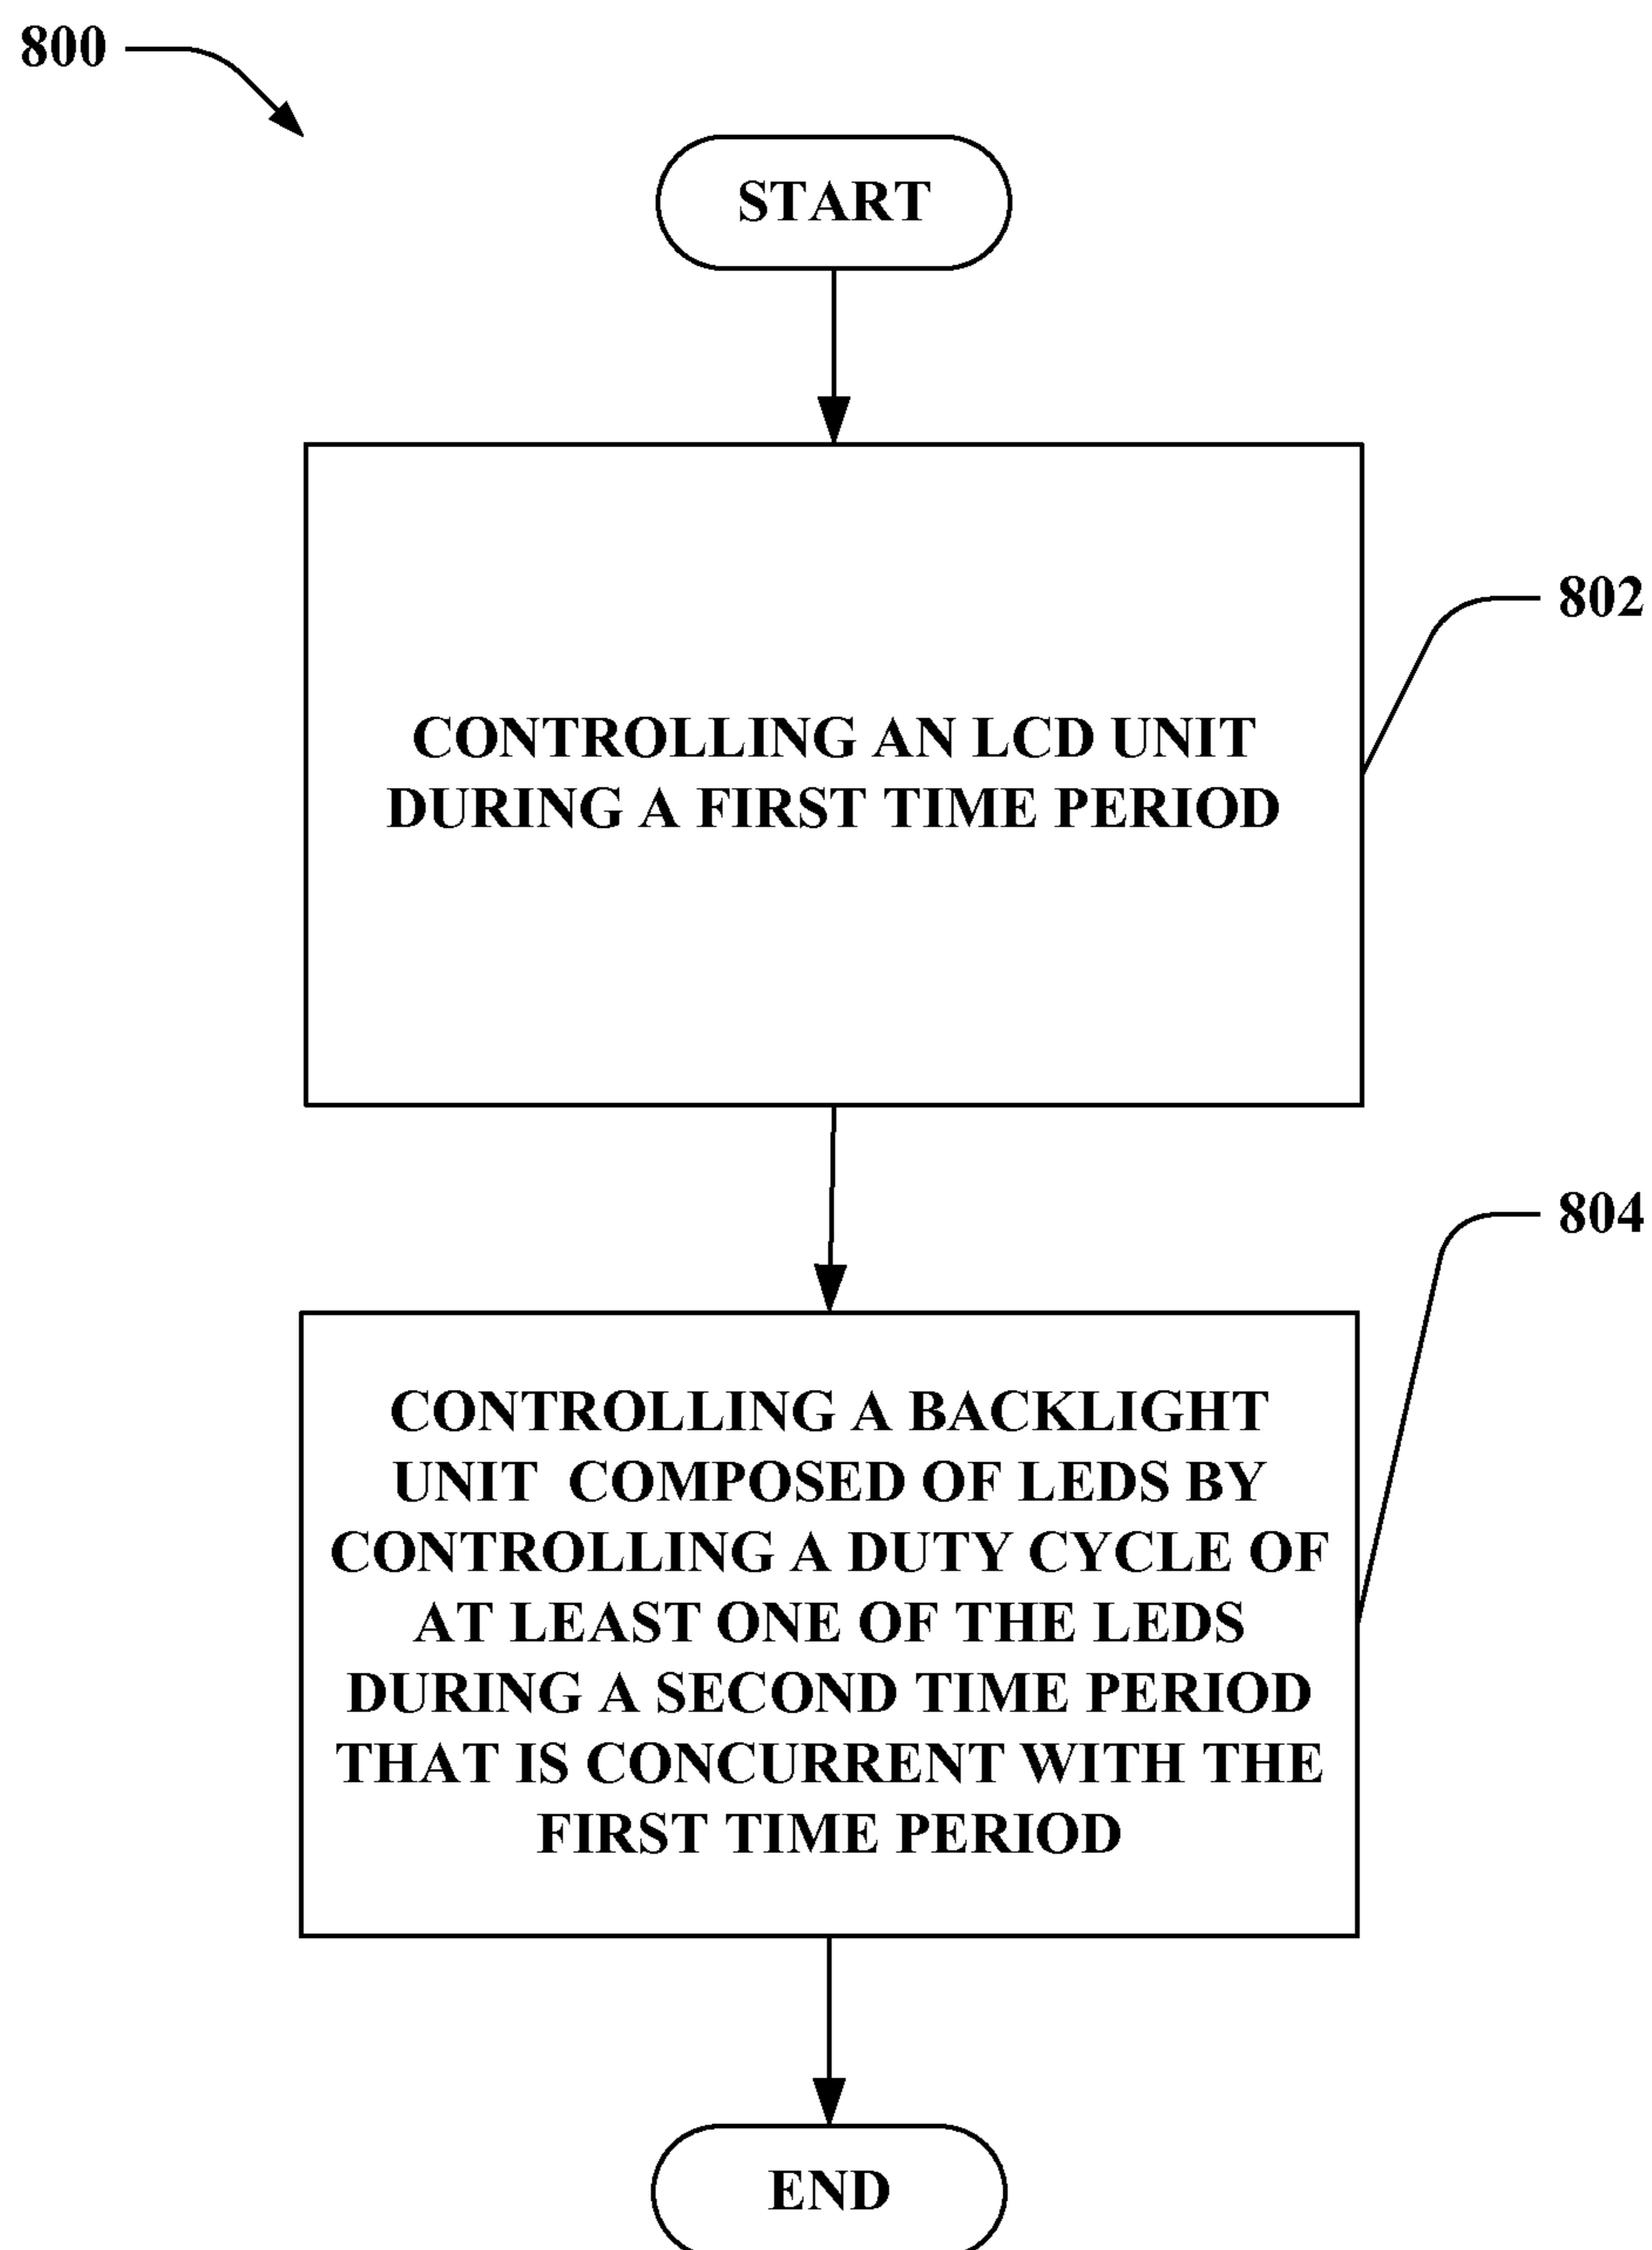 800
START
CONTROLLING AN LCD UNIT
DURING A FIRST TIME PERIOD
802
CONTROLLING A BACKLIGHT
UNIT COMPOSED OF LEDS BY
CONTROLLING A DUTY CYCLE OF
AT LEAST ONE OF THE LEDS
DURING A SECOND TIME PERIOD
THAT IS CONCURRENT WITH THE
FIRST TIME PERIOD
804
END